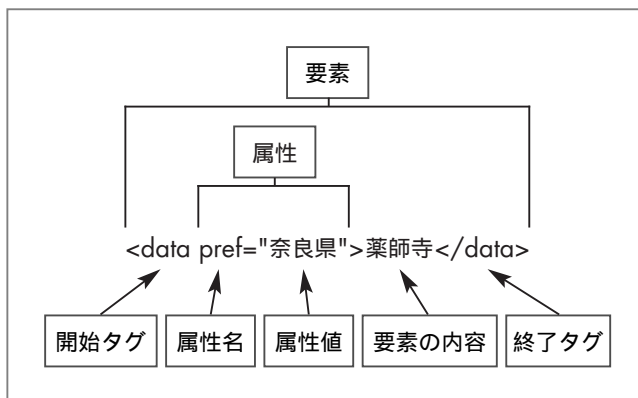 要素
属性
<data pref="奈良県">薬師寺</data>
開始タグ 属性名 属性値 要素の内容 終了タグ